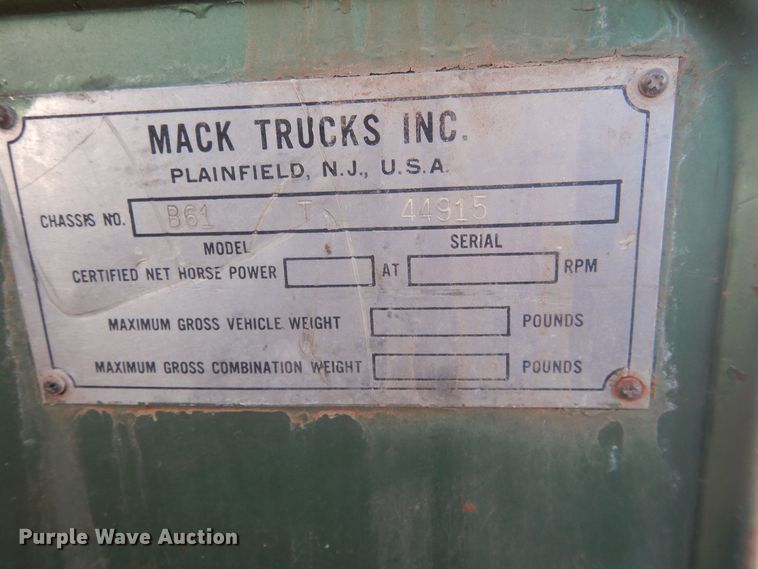 MACK TRUCKS INC.
PLAINFIELD, N.J., U.S.A.
CHASSIS NO. B61 T 44915
MODEL SERIAL
CERTIFIED NET HORSE POWER AT RPM
MAXIMUM GROSS VEHICLE WEIGHT POUNDS
MAXIMUM GROSS COMBINATION WEIGHT POUNDS
Purple Wave Auction